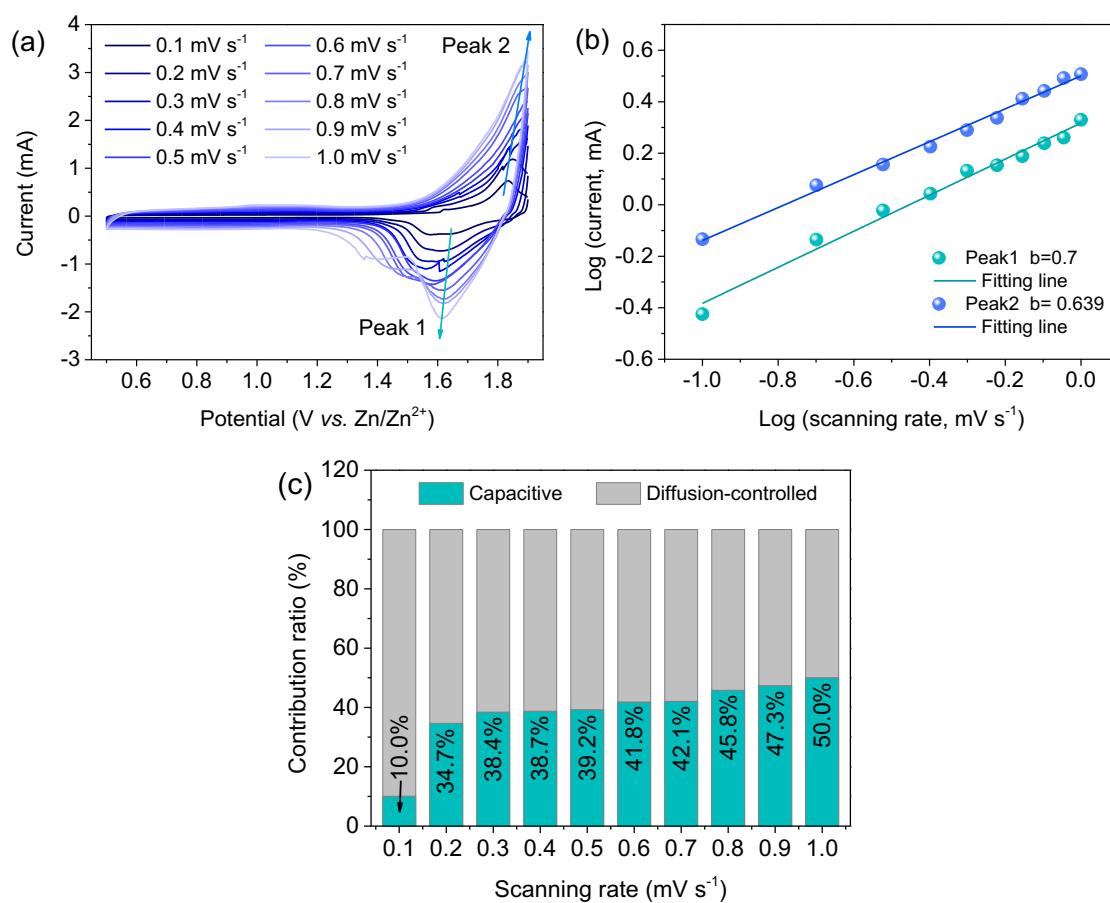 (a)
4
3
2
1
0
-1
-2
-3
Current (mA)
0.1 mV s⁻¹
0.2 mV s⁻¹
0.3 mV s⁻¹
0.4 mV s⁻¹
0.5 mV s⁻¹
0.6 mV s⁻¹
0.7 mV s⁻¹
0.8 mV s⁻¹
0.9 mV s⁻¹
1.0 mV s⁻¹
Peak 2
Peak 1
0.6 0.8 1.0 1.2 1.4 1.6 1.8
Potential (V vs. Zn/Zn²⁺)
(b)
0.6
0.4
0.2
0.0
-0.2
-0.4
-0.6
Log (current, mA)
Peak1 b=0.7
Fitting line
Peak2 b= 0.639
Fitting line
-1.0 -0.8 -0.6 -0.4 -0.2 0.0
Log (scanning rate, mV s⁻¹)
(c)
120
100
80
60
40
20
0
Contribution ratio (%)
Capacitive
Diffusion-controlled
10.0%
34.7%
38.4%
38.7%
39.2%
41.8%
42.1%
45.8%
47.3%
50.0%
0.1 0.2 0.3 0.4 0.5 0.6 0.7 0.8 0.9 1.0
Scanning rate (mV s⁻¹)